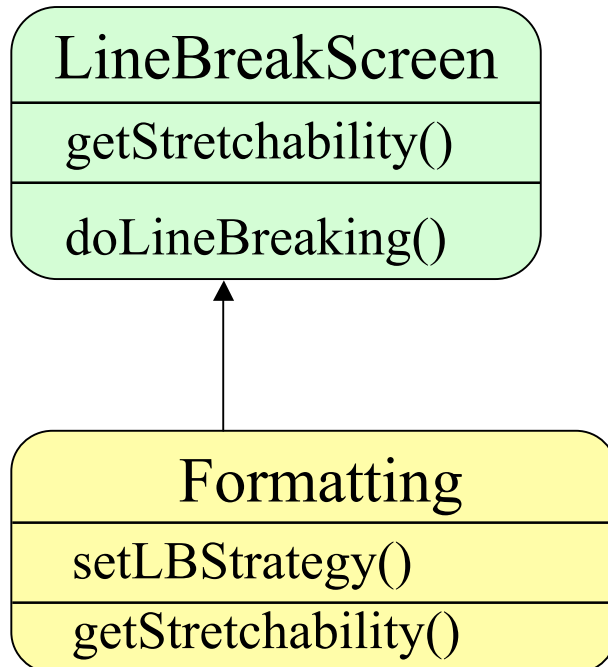 LineBreakScreen
getStretchability()
doLineBreaking()
Formatting
setLBStrategy()
getStretchability()